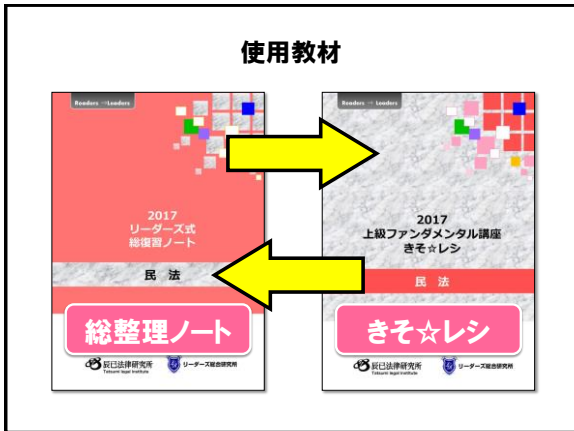 使用教材
Readers ⇒Leaders
2017
リーダーズ式
総復習ノート
民 法
総整理ノート
辰已法律研究所
Tatsumi legal institute
リーダーズ総合研究所
Readers ⇒ Leaders
2017
上級ファンダメンタル講座
きそ☆レシ
民 法
きそ☆レシ
辰已法律研究所
Tatsumi legal institute
リーダーズ総合研究所